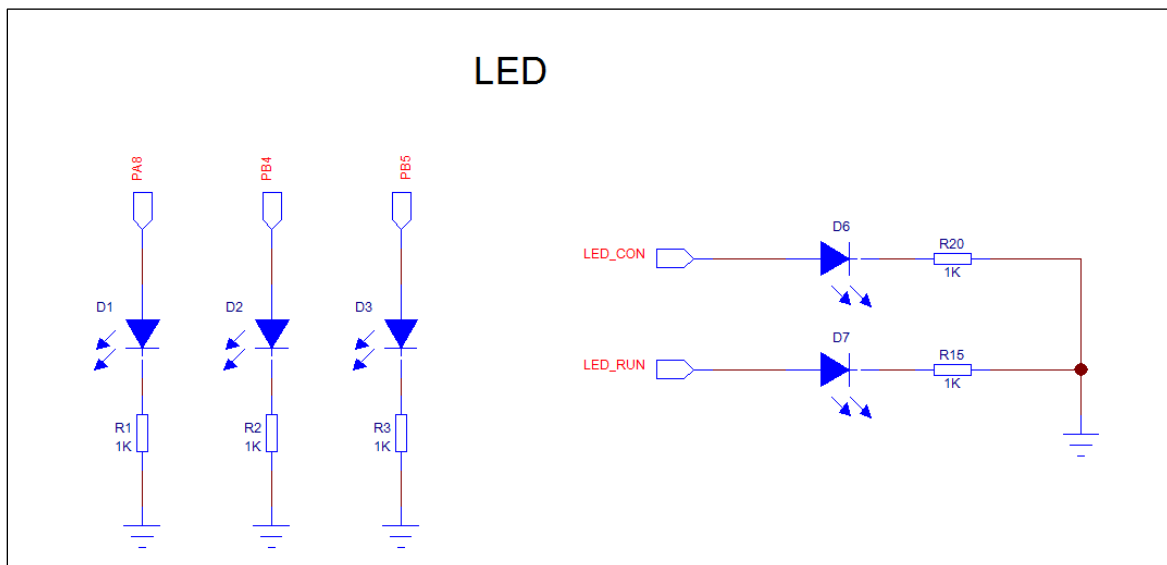 LED
PA8
PB4
PB5
D1
D2
D3
R1
1K
R2
1K
R3
1K
LED_CON
D6
R20
1K
LED_RUN
D7
R15
1K